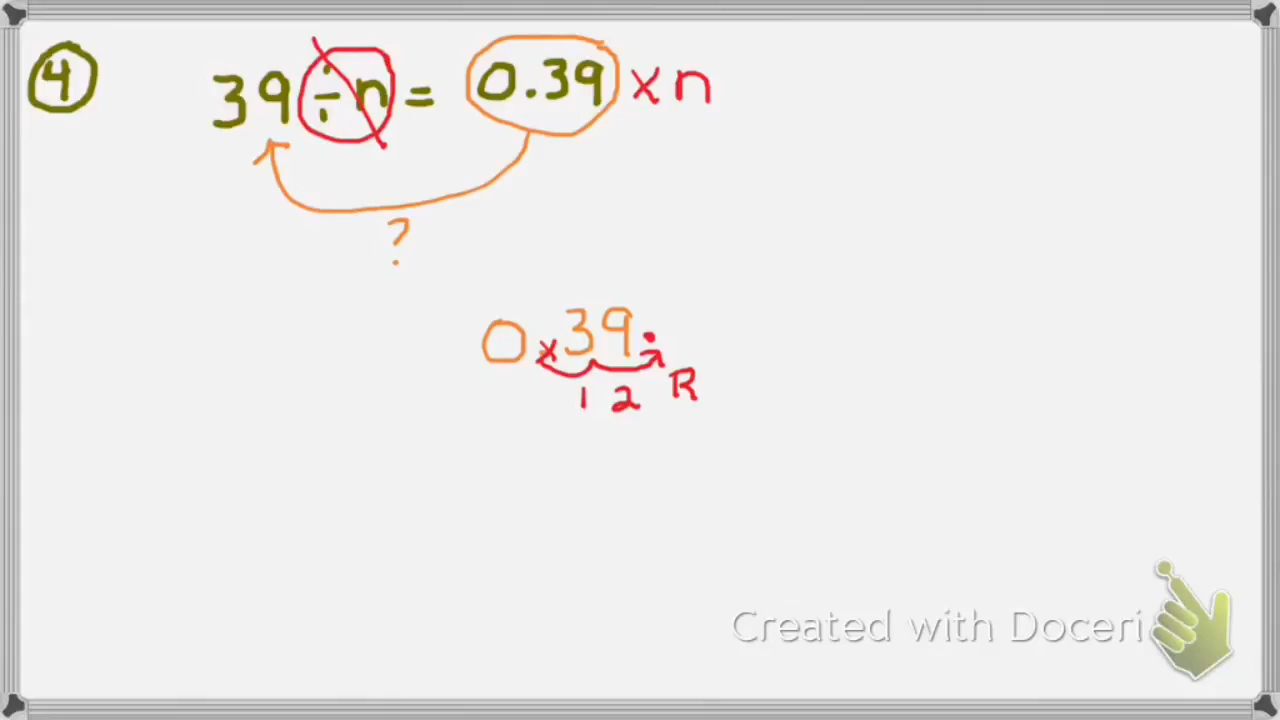 ④ 39 ÷ n = 0.39 x n
?
0.39.
1 2 R
Created with Doceri